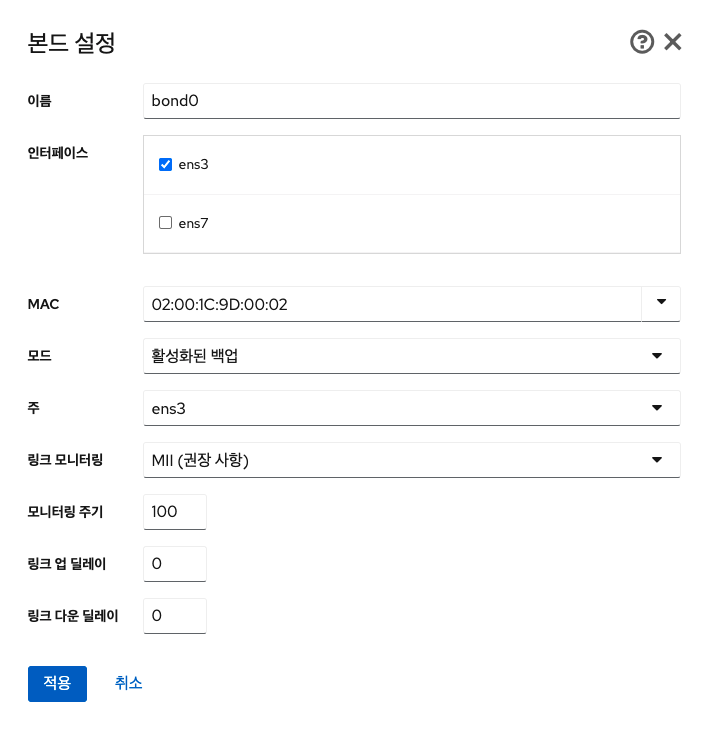 본드 설정
이름 bond0
인터페이스 ens3
ens7
MAC 02:00:1C:9D:00:02
모드 활성화된 백업
주 ens3
링크 모니터링 MII (권장 사항)
모니터링 주기 100
링크 업 딜레이 0
링크 다운 딜레이 0
적용 취소